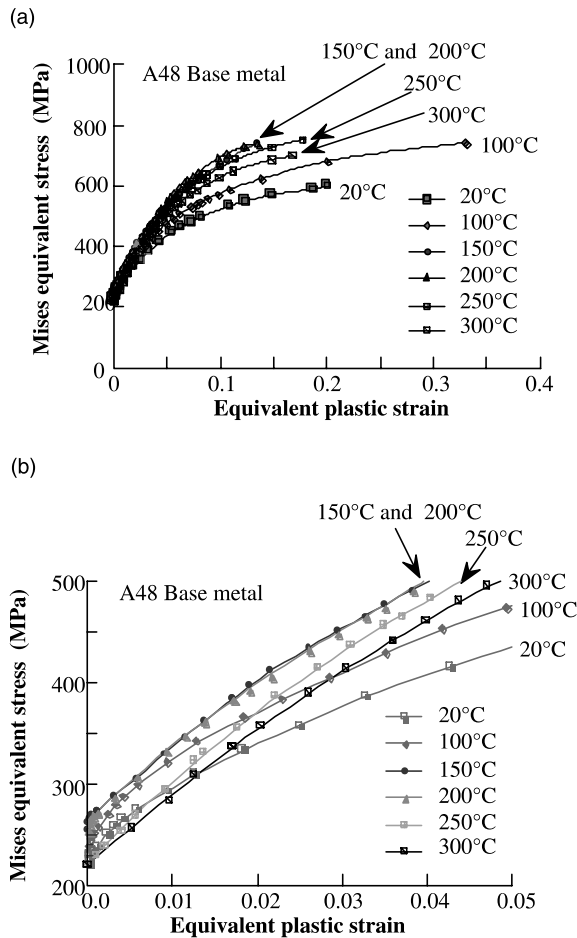 (a)
150°C and 200°C
1000
A48 Base metal
250°C
800
300°C
100°C
600
20°C
20°C
100°C
400
150°C
200°C
200
250°C
300°C
0
0 0.1 0.2 0.3 0.4
Mises equivalent stress (MPa)
Equivalent plastic strain
(b)
150°C and 200°C
250°C
500
A48 Base metal
300°C
100°C
20°C
400
20°C
100°C
150°C
300
200°C
250°C
300°C
200
0.0 0.01 0.02 0.03 0.04 0.05
Mises equivalent stress (MPa)
Equivalent plastic strain